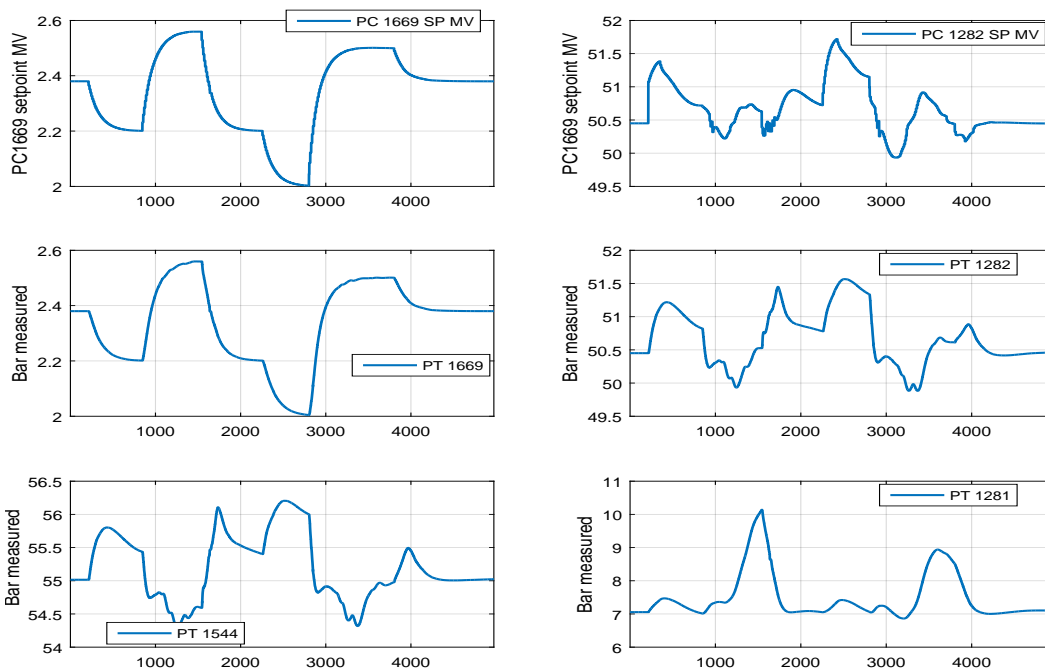 PC1669 setpoint MV
2.6
2.4
2.2
2
PC 1669 SP MV
1000 2000 3000 4000
PC1669 setpoint MV
52
51.5
51
50.5
50
49.5
PC 1282 SP MV
1000 2000 3000 4000
Bar measured
2.6
2.4
2.2
2
PT 1669
1000 2000 3000 4000
Bar measured
52
51.5
51
50.5
50
49.5
PT 1282
1000 2000 3000 4000
Bar measured
56.5
56
55.5
55
54.5
54
PT 1544
1000 2000 3000 4000
Bar measured
11
10
9
8
7
6
PT 1281
1000 2000 3000 4000